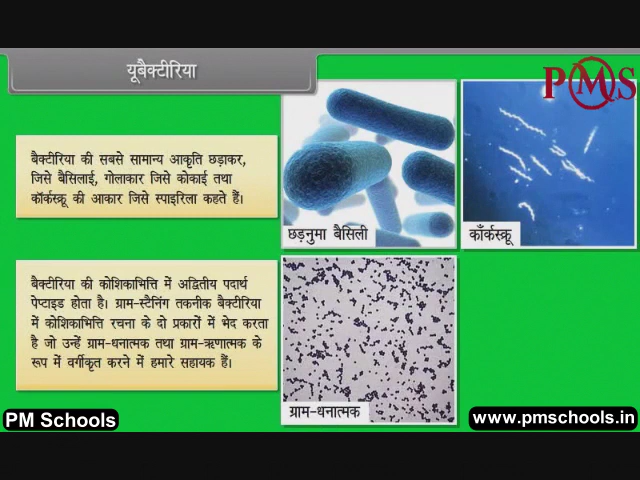 यूबैक्टीरिया
PMS
बैक्टीरिया की सबसे सामान्य आकृति छड़ाकर,
जिसे बैसिलाई, गोलाकार जिसे कोकाई तथा
कॉर्कस्क्रू की आकार जिसे स्पाइरिला कहते हैं।
छड़नुमा बैसिली
कॉंर्कस्क्रू
बैक्टीरिया की कोशिकाभित्ति में अद्वितीय पदार्थ
पेप्टाइड होता है। ग्राम-स्टैनिंग तकनीक बैक्टीरिया
में कोशिकाभित्ति रचना के दो प्रकारों में भेद करता
है जो उन्हें ग्राम-धनात्मक तथा ग्राम-ऋणात्मक के
रूप में वर्गीकृत करने में हमारे सहायक हैं।
ग्राम-धनात्मक
PM Schools
www.pmschools.in